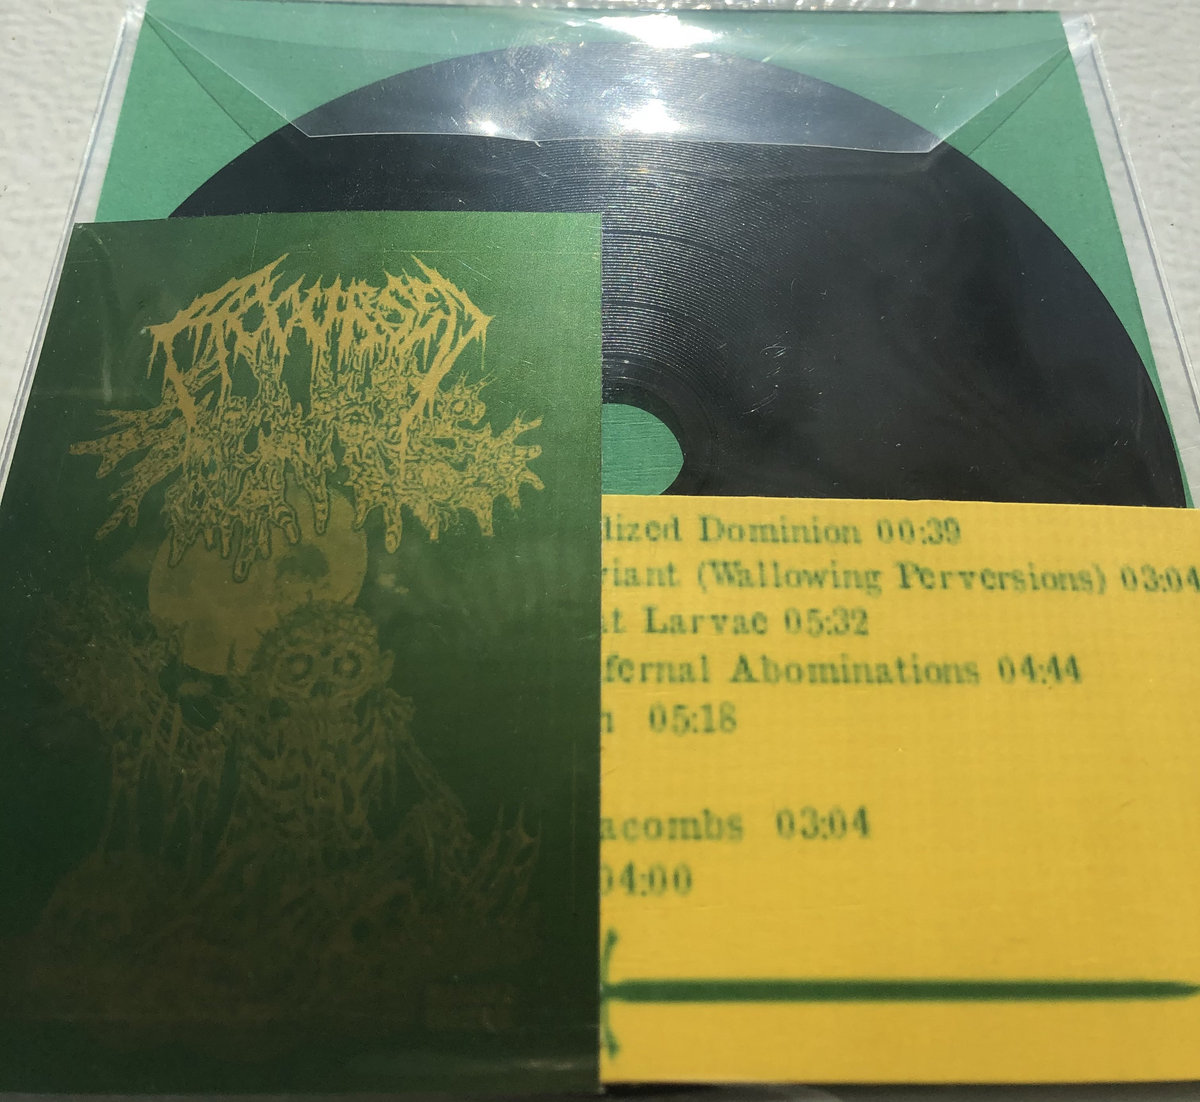 ACCURSED
lized Dominion 00:39
riant (Wallowing Perversions) 03:04
at Larvae 05:32
fernal Abominations 04:44
n 05:18
acombs 03:04
04:00